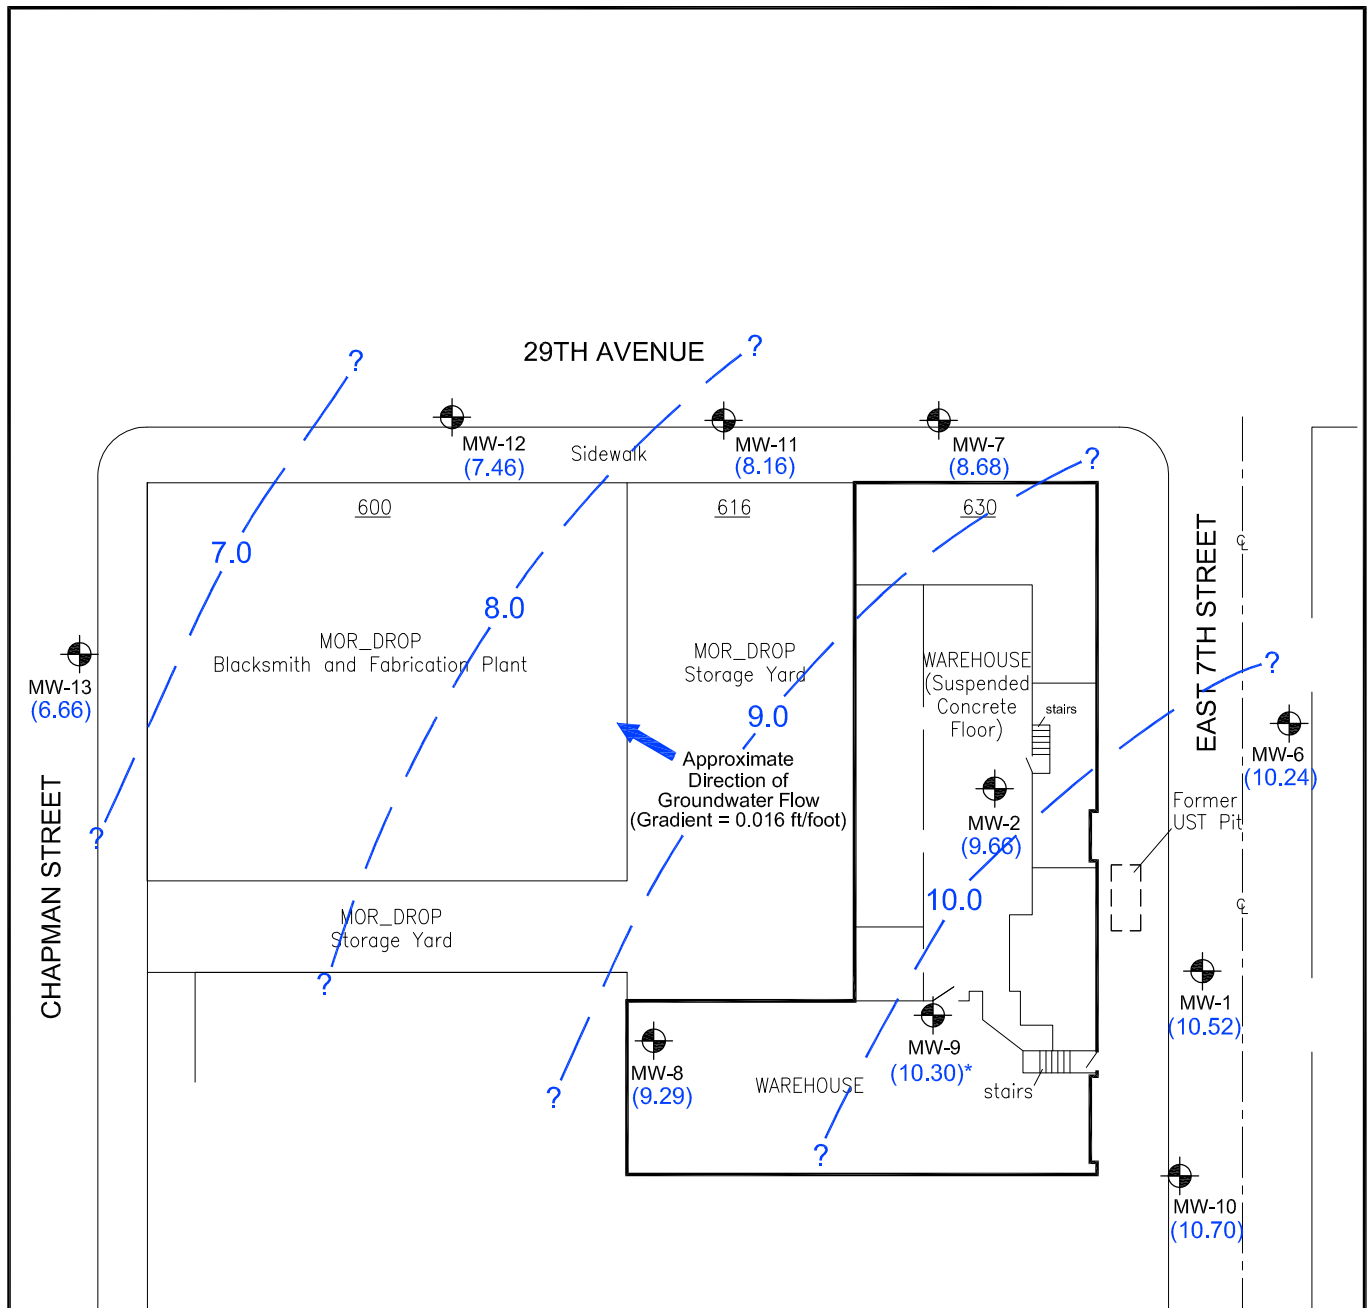 ?
29TH AVENUE
?
MW-12
(7.46)
Sidewalk
MW-11
(8.16)
MW-7
(8.68)
?
600
616
630
7.0
8.0
EAST 7TH STREET
℄
MOR_DROP
Blacksmith and Fabrication Plant
MOR_DROP
Storage Yard
WAREHOUSE
(Suspended
Concrete
Floor)
?
MW-13
(6.66)
9.0
stairs
MW-6
(10.24)
Approximate
Direction of
Groundwater Flow
(Gradient = 0.016 ft/foot)
MW-2
(9.66)
Former
UST Pit
?
CHAPMAN STREET
10.0
℄
MOR_DROP
Storage Yard
?
MW-1
(10.52)
MW-9
(10.30)*
MW-8
(9.29)
WAREHOUSE
stairs
?
?
MW-10
(10.70)